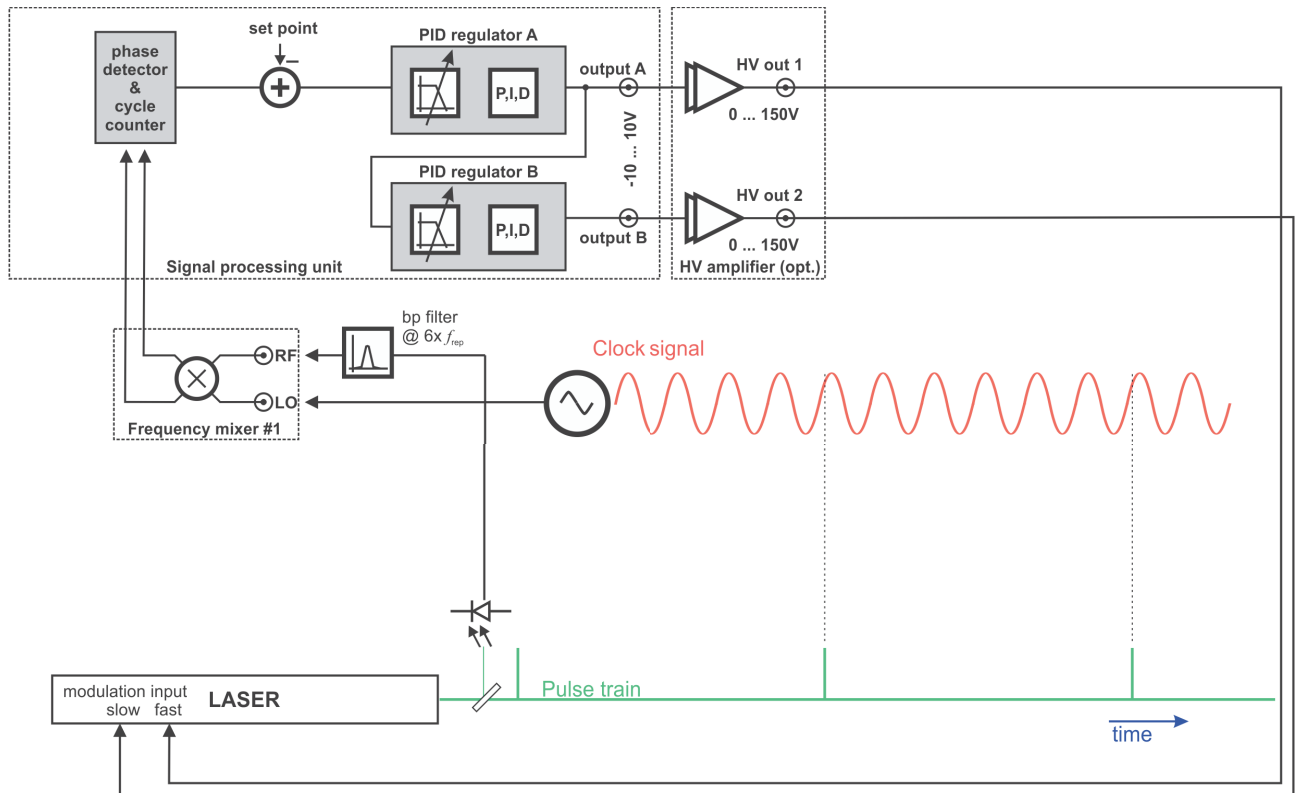 set point
PID regulator A
phase
detector
&
cycle
counter
–
+
P,I,D
output A
HV out 1
0 ... 150V
-10 ... 10V
PID regulator B
P,I,D
output B
HV out 2
0 ... 150V
Signal processing unit
HV amplifier (opt.)
bp filter
@ 6x frep
RF
LO
Frequency mixer #1
Clock signal
modulation input
slow fast
LASER
Pulse train
time